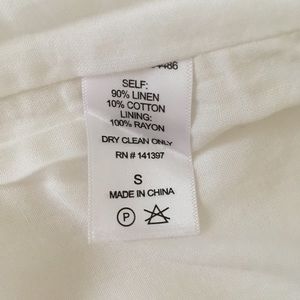 SELF:
90% LINEN
10% COTTON
LINING:
100% RAYON
DRY CLEAN ONLY
RN # 141397
S
MADE IN CHINA
P